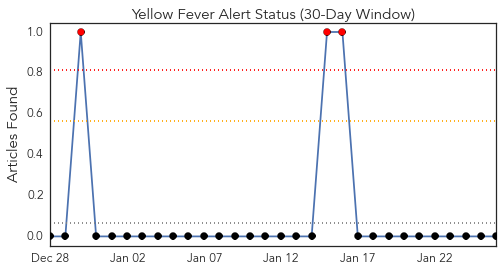 Yellow Fever Alert Status (30-Day Window)
Articles Found
1.0
0.8
0.6
0.4
0.2
0.0
Dec 28
Jan 02
Jan 07
Jan 12
Jan 17
Jan 22